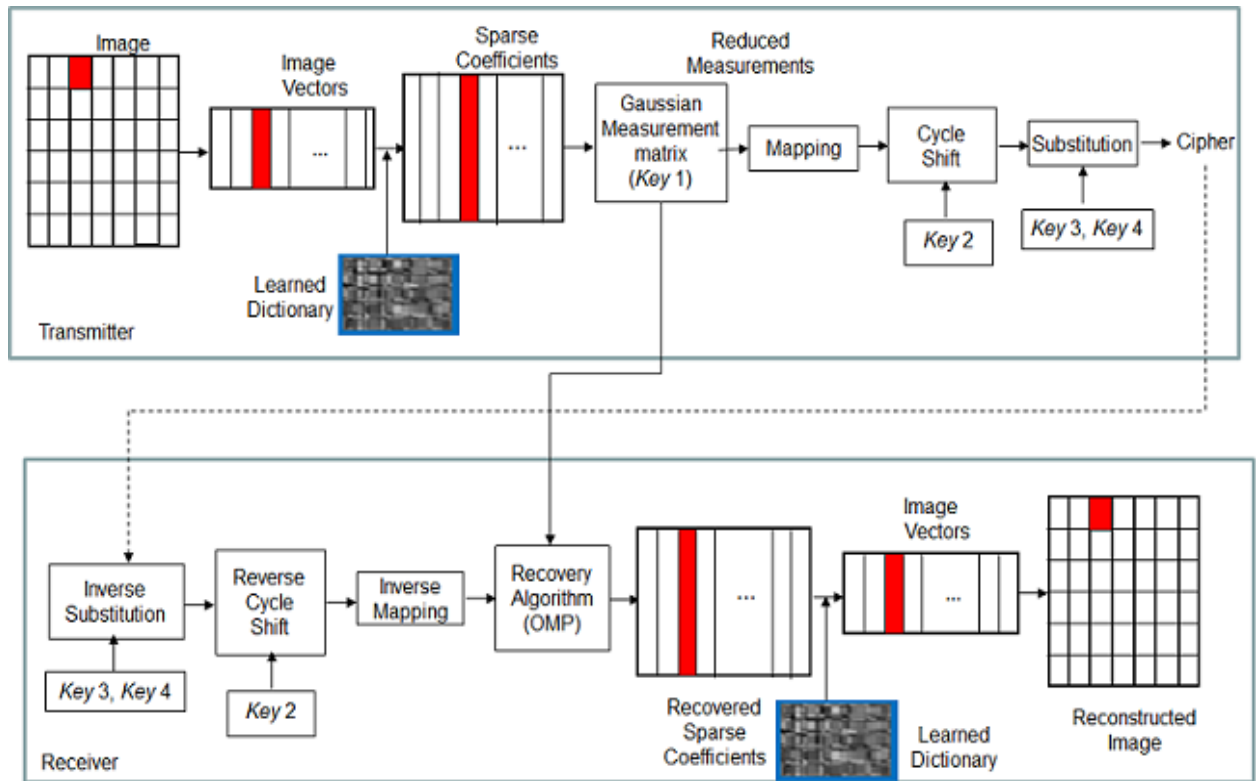 Image
Image
Vectors
...
Sparse
Coefficients
...
Reduced
Measurements
Gaussian
Measurement
matrix
(Key 1)
Mapping
Cycle
Shift
Substitution
Cipher
Key 2
Key 3, Key 4
Learned
Dictionary
Transmitter
Inverse
Substitution
Reverse
Cycle
Shift
Inverse
Mapping
Recovery
Algorithm
(OMP)
...
Image
Vectors
...
Key 3, Key 4
Key 2
Recovered
Sparse
Coefficients
Learned
Dictionary
Reconstructed
Image
Receiver